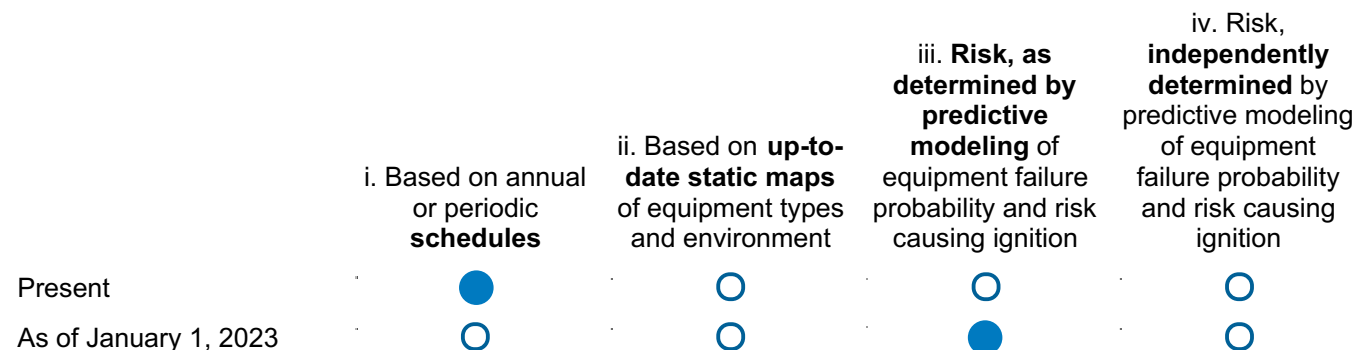 i. Based on annual
or periodic
schedules
ii. Based on up-to-
date static maps
of equipment types
and environment
iii. Risk, as
determined by
predictive
modeling of
equipment failure
probability and risk
causing ignition
iv. Risk,
independently
determined by
predictive modeling
of equipment
failure probability
and risk causing
ignition
Present
As of January 1, 2023